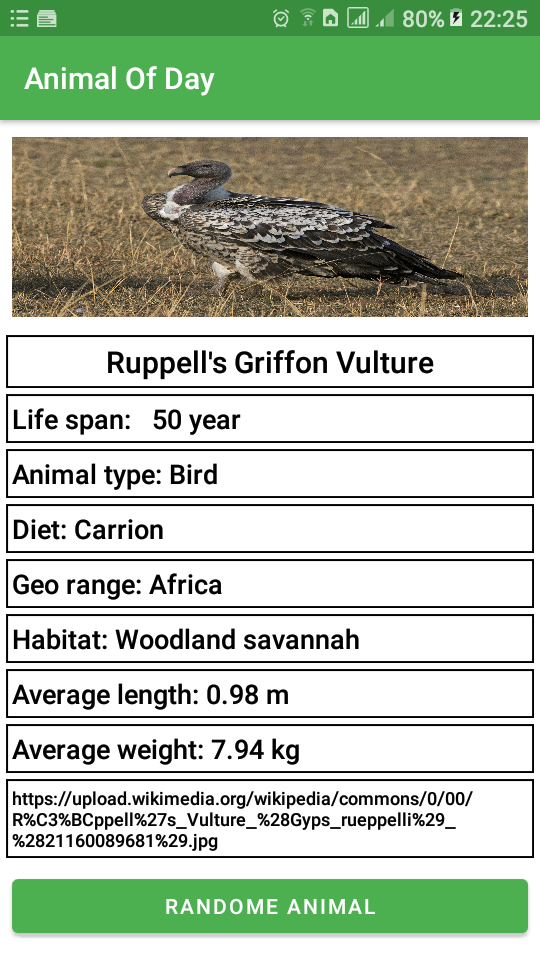 80% 22:25
Animal Of Day
Ruppell's Griffon Vulture
Life span: 50 year
Animal type: Bird
Diet: Carrion
Geo range: Africa
Habitat: Woodland savannah
Average length: 0.98 m
Average weight: 7.94 kg
https://upload.wikimedia.org/wikipedia/commons/0/00/
R%C3%BCppell%27s_Vulture_%28Gyps_rueppelli%29_
%2821160089681%29.jpg
RANDOME ANIMAL